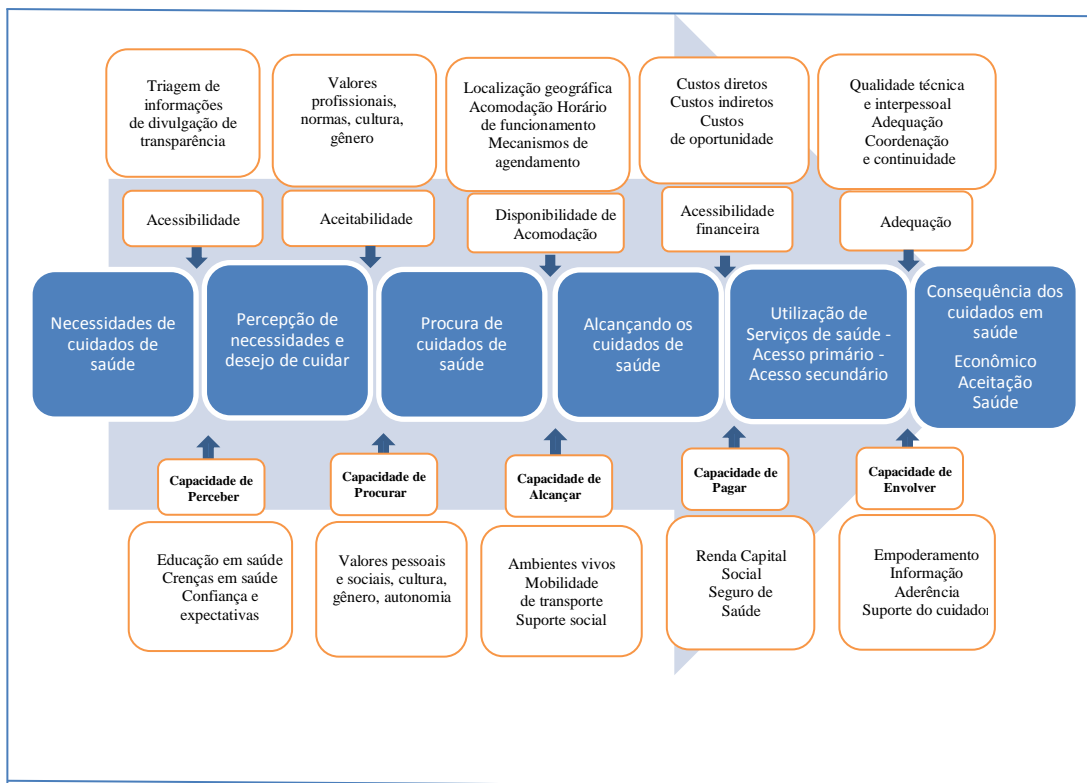 Triagem de
informações
de divulgação de
transparência
Valores
profissionais,
normas, cultura,
gênero
Localização geográfica
Acomodação Horário
de funcionamento
Mecanismos de
agendamento
Custos diretos
Custos indiretos
Custos
de oportunidade
Qualidade técnica
e interpessoal
Adequação
Coordenação
e continuidade
Acessibilidade
Aceitabilidade
Disponibilidade de
Acomodação
Acessibilidade
financeira
Adequação
Necessidades de
cuidados de
saúde
Percepção de
necessidades e
desejo de cuidar
Procura de
cuidados de
saúde
Alcançando os
cuidados de
saúde
Utilização de
Serviços de saúde -
Acesso primário -
Acesso secundário
Consequência dos
cuidados em
saúde
Econômico
Aceitação
Saúde
Capacidade de
Perceber
Capacidade de
Procurar
Capacidade de
Alcançar
Capacidade de
Pagar
Capacidade de
Envolver
Educação em saúde
Crenças em saúde
Confiança e
expectativas
Valores pessoais
e sociais, cultura,
gênero, autonomia
Ambientes vivos
Mobilidade
de transporte
Suporte social
Renda Capital
Social
Seguro de
Saúde
Empoderamento
Informação
Aderência
Suporte do cuidador